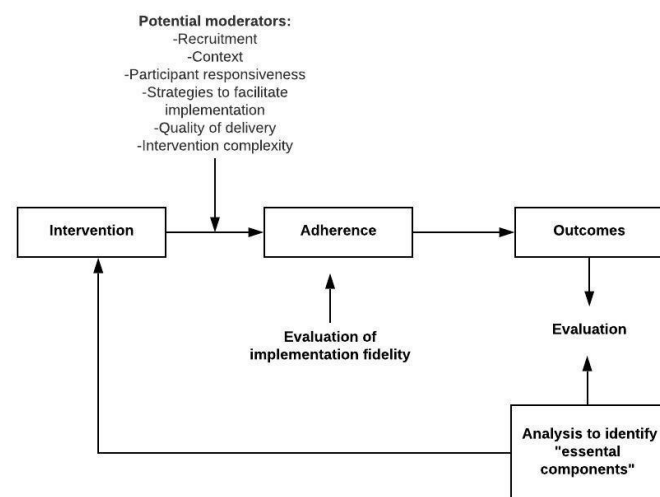 Potential moderators:
-Recruitment
-Context
-Participant responsiveness
-Strategies to facilitate
implementation
-Quality of delivery
-Intervention complexity
Intervention
Adherence
Outcomes
Evaluation of
implementation fidelity
Evaluation
Analysis to identify
"essental
components"